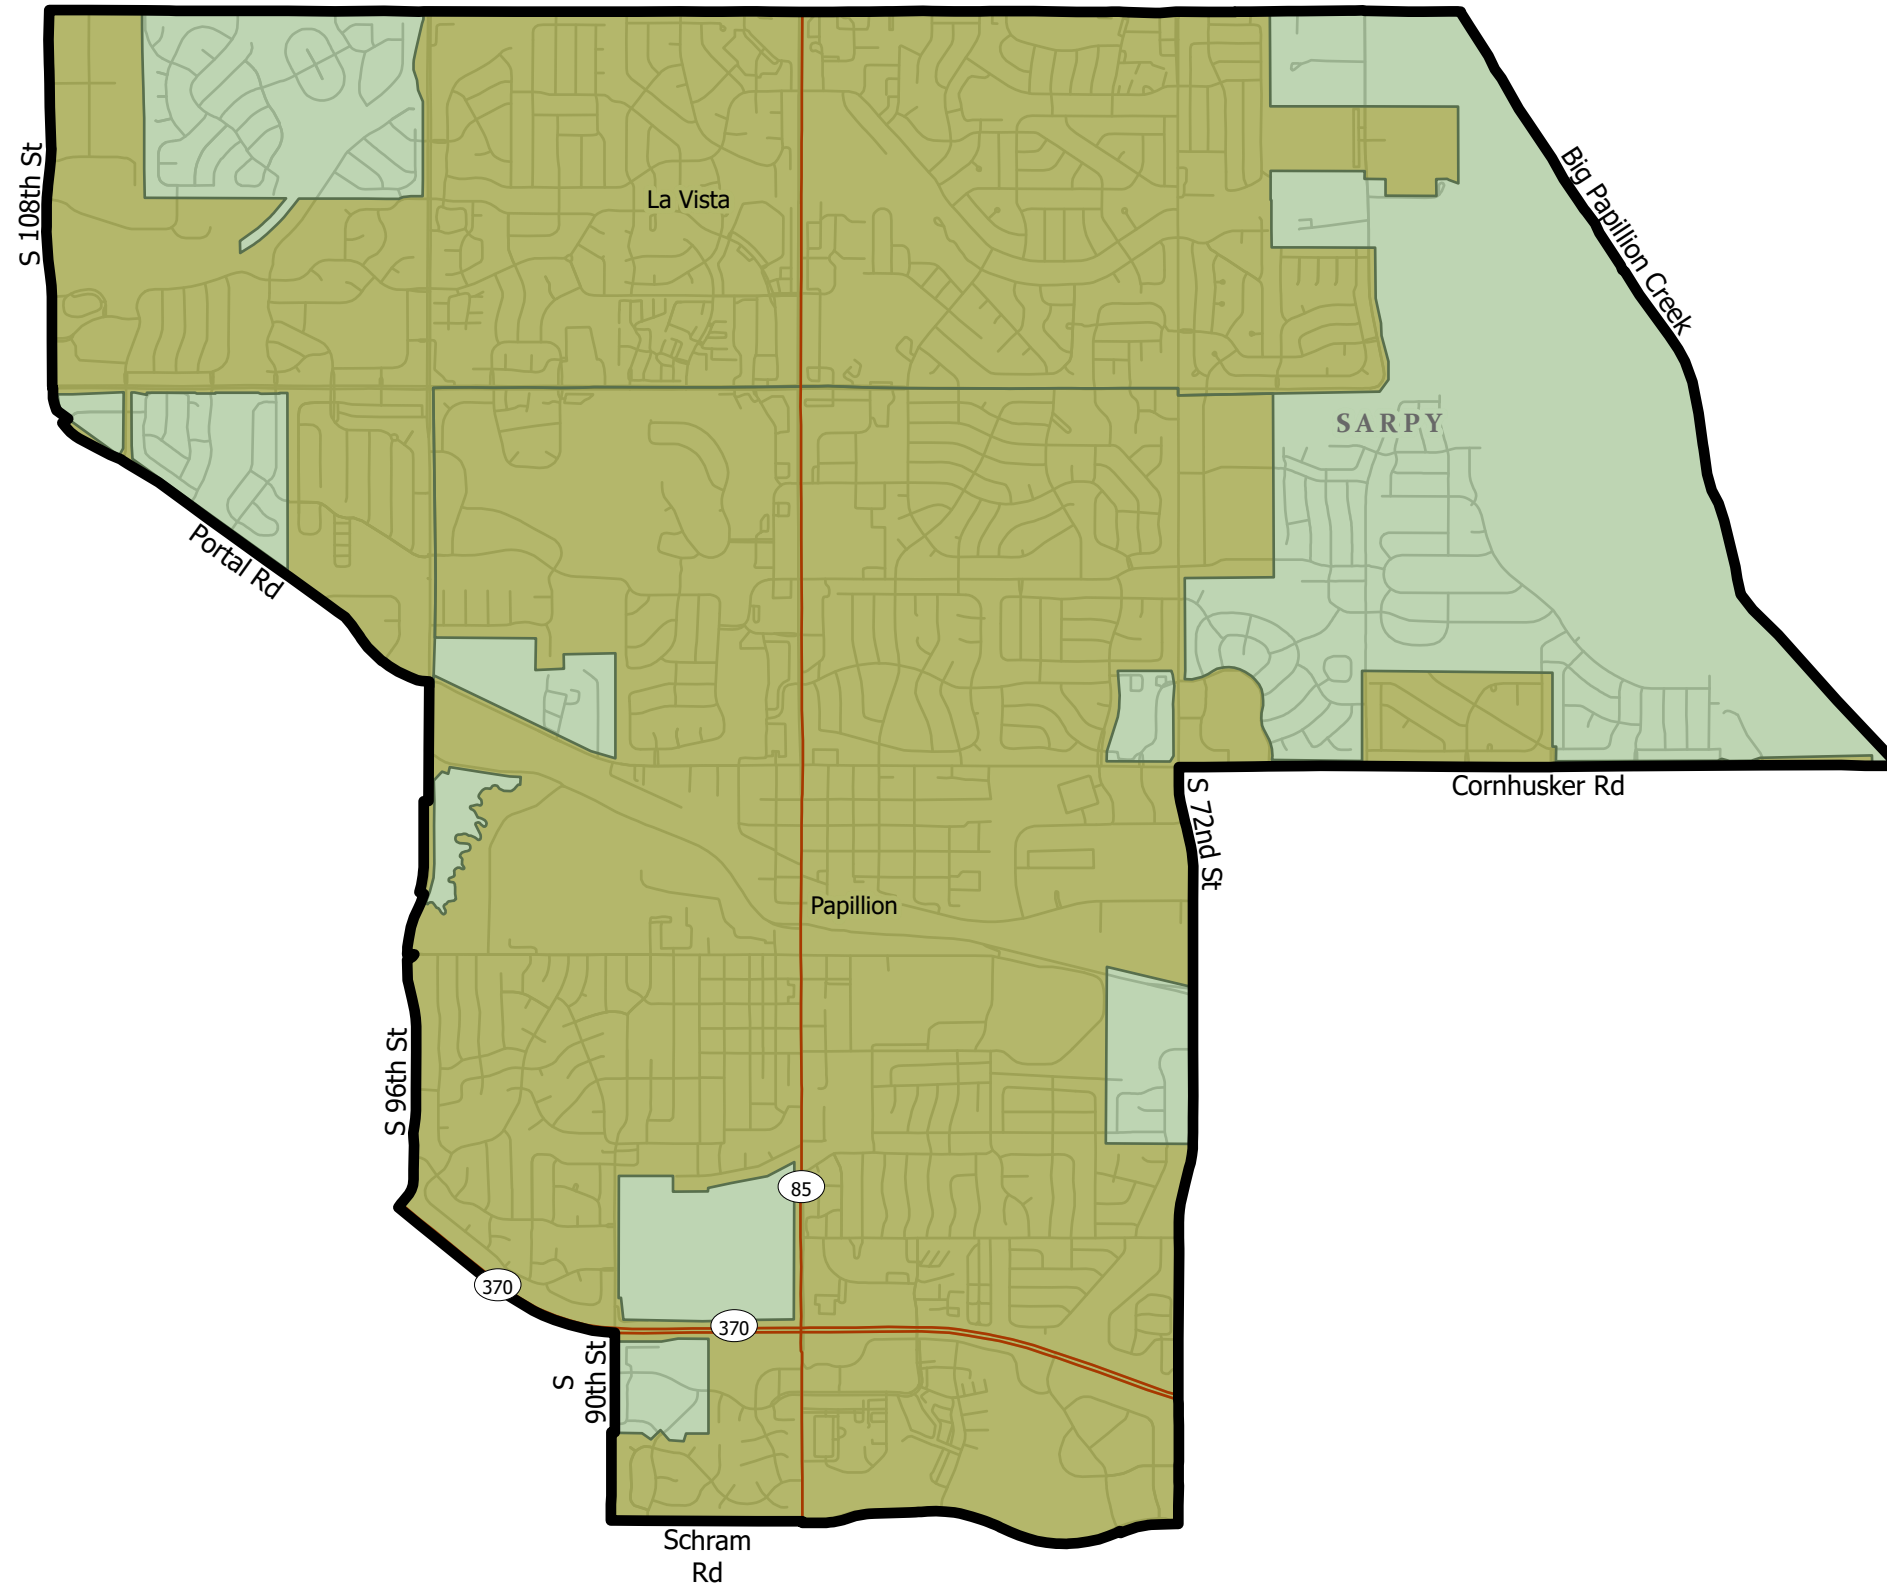 S 108th St
La Vista
Big Papillion Creek
SARPY
Portal Rd
Cornhusker Rd
S 72nd St
Papillion
S 96th St
85
370
370
S
90th St
Schram
Rd